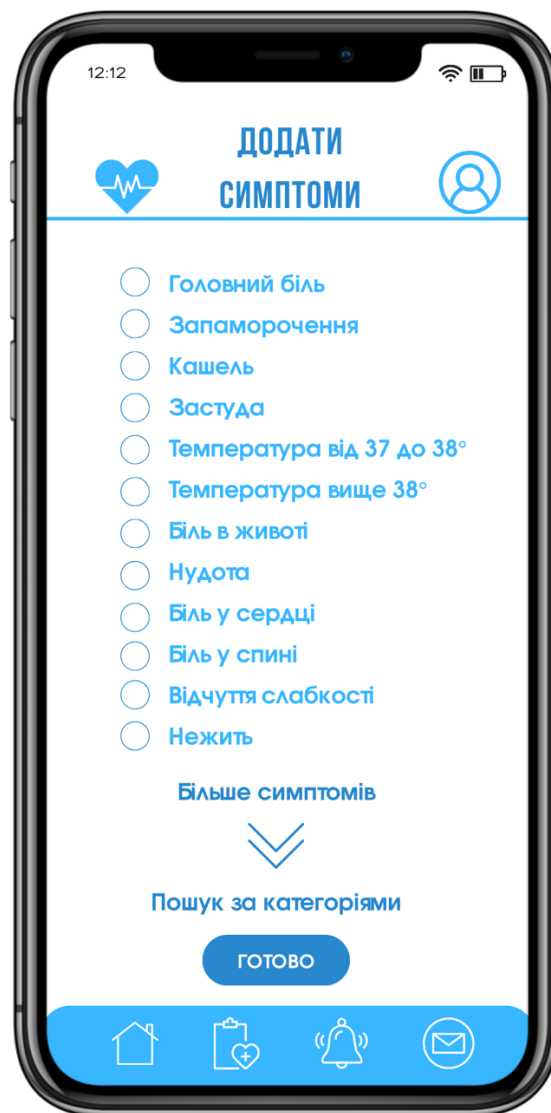 12:12
ДОДАТИ
СИМПТОМИ
Головний біль
Запаморочення
Кашель
Застуда
Температура від 37 до 38°
Температура вище 38°
Біль в животі
Нудота
Біль у сердці
Біль у спині
Відчуття слабкості
Нежить
Більше симптомів
Пошук за категоріями
ГОТОВО